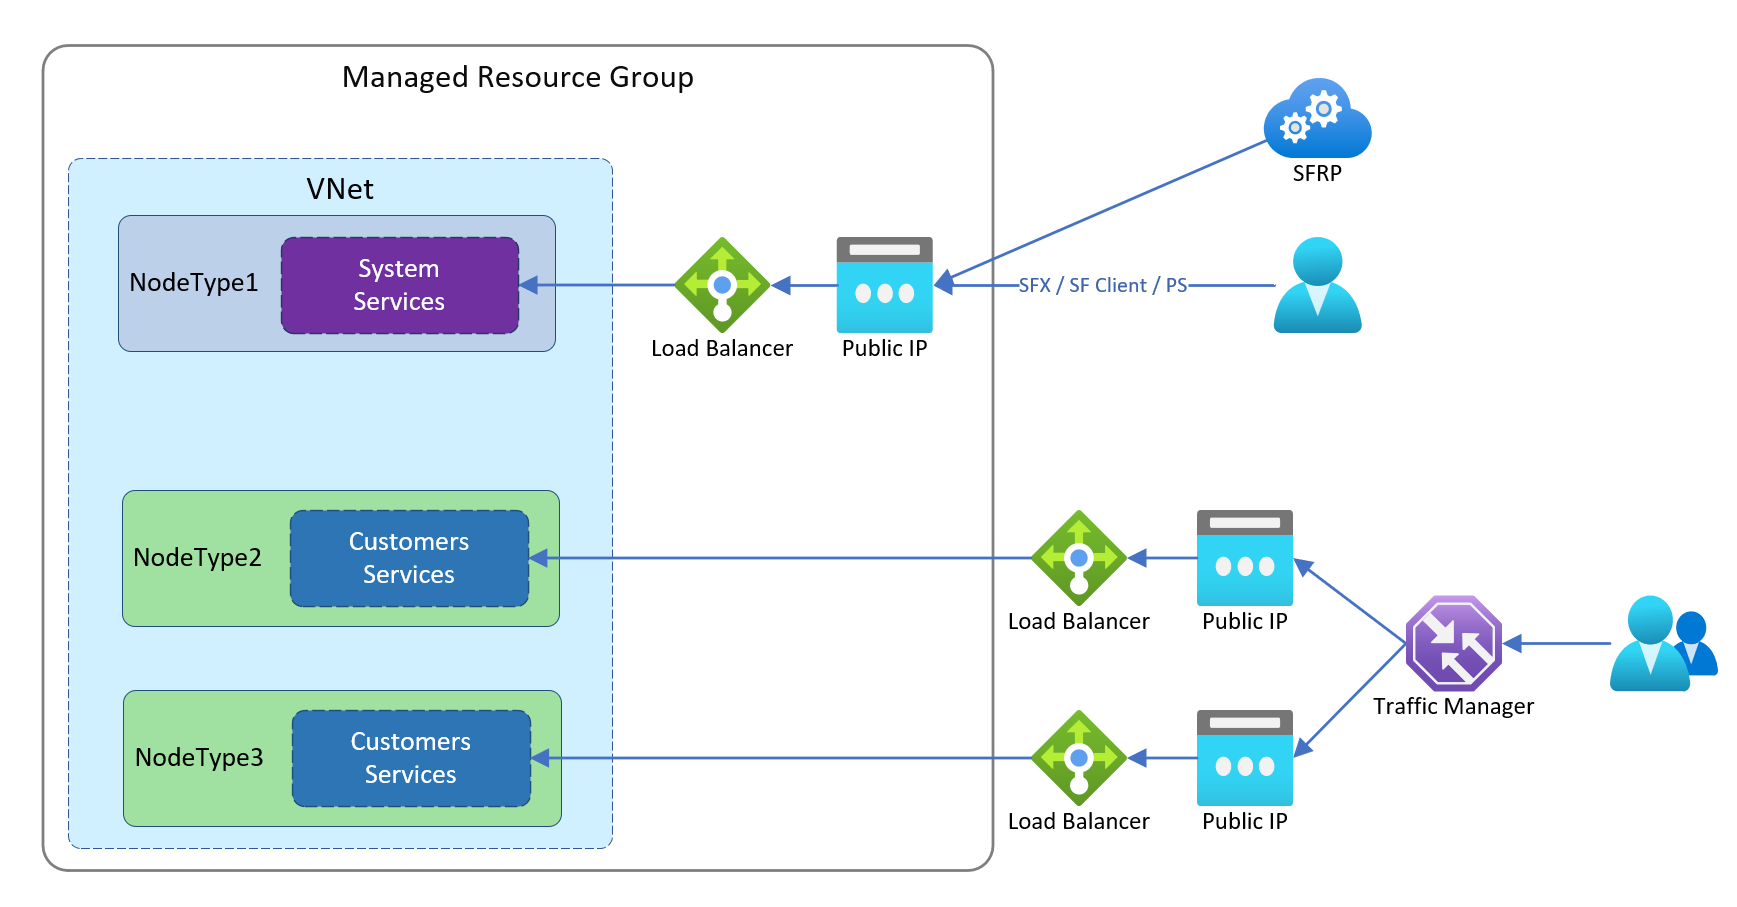 Managed Resource Group
SFRP
VNet
NodeType1
System
Services
SFX / SF Client / PS
Load Balancer
Public IP
NodeType2
Customers
Services
Load Balancer
Public IP
Traffic Manager
NodeType3
Customers
Services
Load Balancer
Public IP